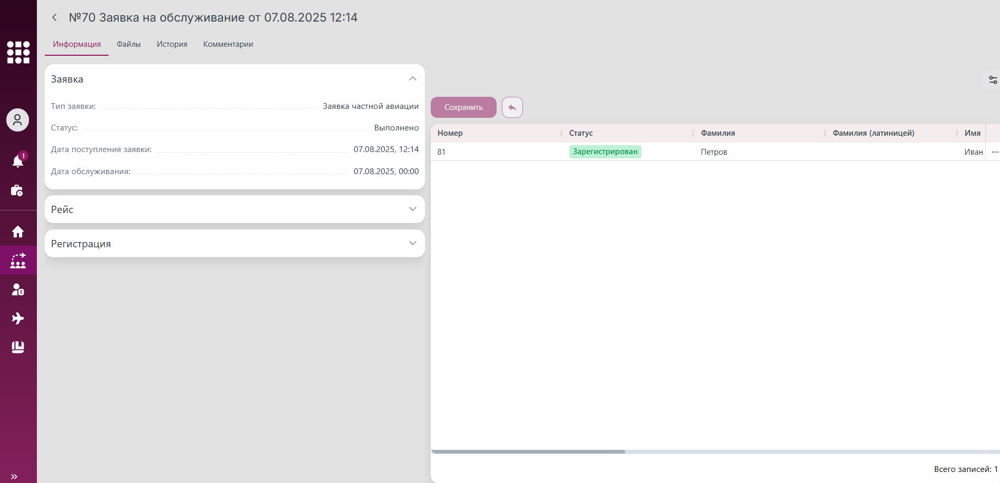 №70 Заявка на обслуживание от 07.08.2025 12:14
Информация Файлы История Комментарии
1
Заявка
Тип заявки: Заявка частной авиации
Статус: Выполнено
Дата поступления заявки: 07.08.2025, 12:14
Дата обслуживания: 07.08.2025, 00:00
Рейс
Регистрация
Сохранить
Номер Статус Фамилия Фамилия (латиницей) Имя
81 Зарегистрирован Петров Иван
Всего записей: 1